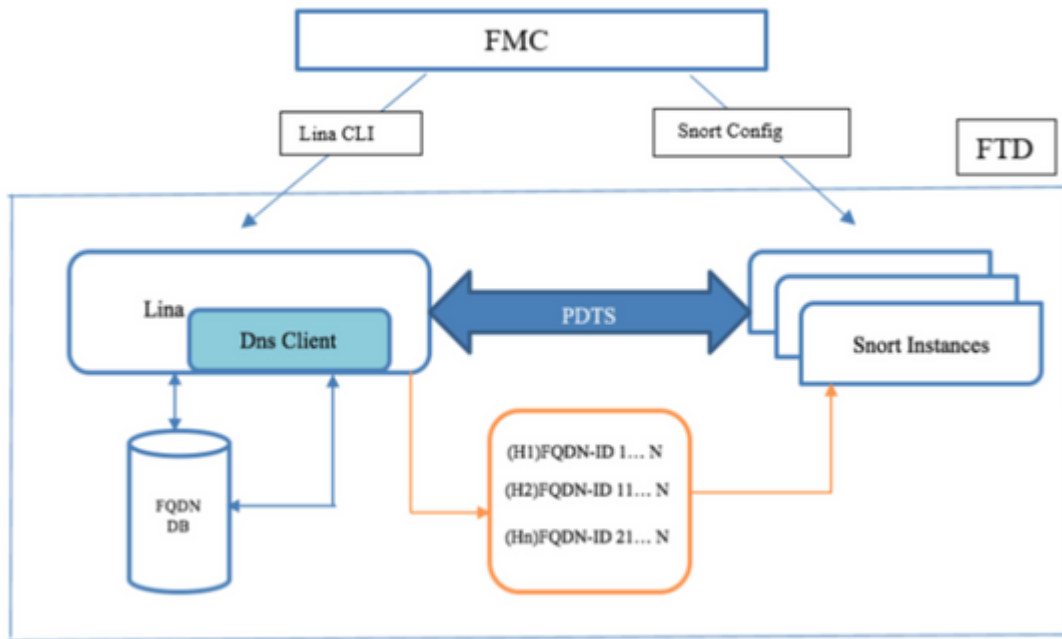 FMC
Lina CLI
Snort Config
FTD
Lina
Dns Client
PDTS
Snort Instances
FQDN
DB
(H1)FQDN-ID 1... N
(H2)FQDN-ID 11... N
(Hn)FQDN-ID 21... N